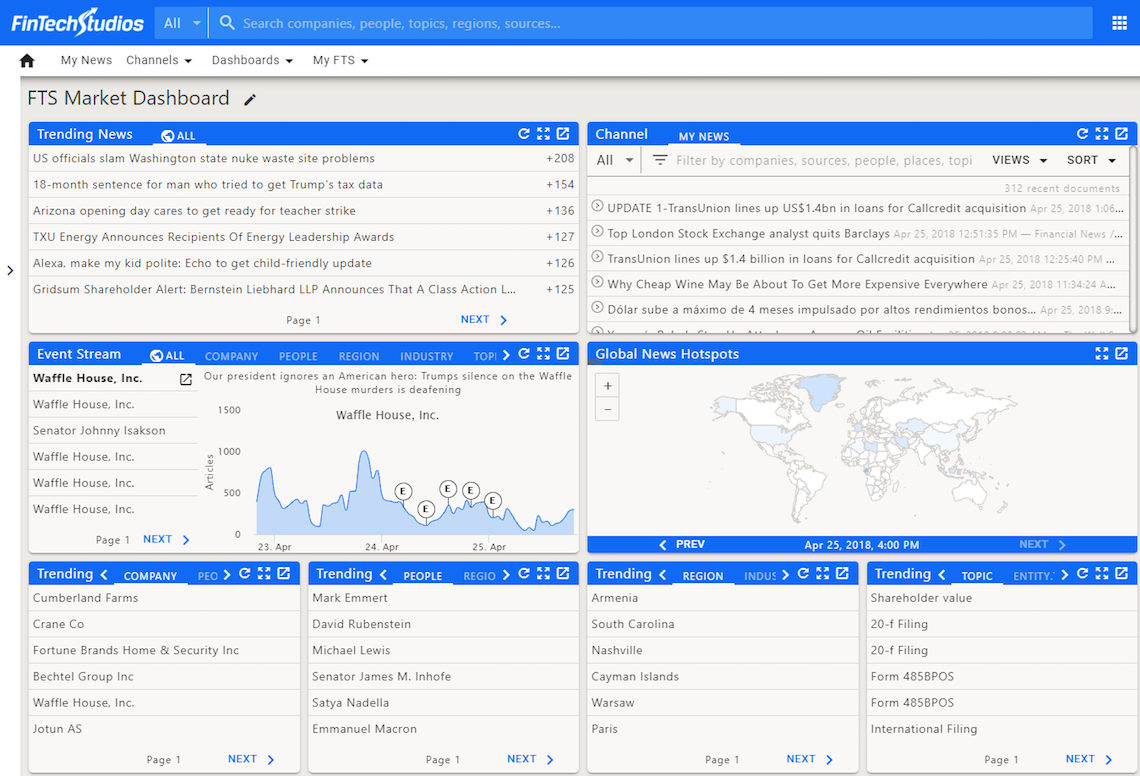 FinTechStudios
All
Search companies, people, topics, regions, sources...
My News
Channels
Dashboards
My FTS
FTS Market Dashboard
Trending News
ALL
US officials slam Washington state nuke waste site problems +208
18-month sentence for man who tried to get Trump's tax data +154
Arizona opening day cares to get ready for teacher strike +136
TXU Energy Announces Recipients Of Energy Leadership Awards +127
Alexa, make my kid polite: Echo to get child-friendly update +126
Gridsum Shareholder Alert: Bernstein Liebhard LLP Announces That A Class Action L... +125
Page 1 NEXT
Channel
MY NEWS
All
Filter by companies, sources, people, places, topi
VIEWS
SORT
312 recent documents
UPDATE 1-TransUnion lines up US$1.4bn in loans for Callcredit acquisition Apr 25, 2018 1:06...
Top London Stock Exchange analyst quits Barclays Apr 25, 2018 12:51:35 PM — Financial News /...
TransUnion lines up $1.4 billion in loans for Callcredit acquisition Apr 25, 2018 12:25:40 PM ...
Why Cheap Wine May Be About To Get More Expensive Everywhere Apr 25, 2018 11:34:24 A...
Dólar sube a máximo de 4 meses impulsado por altos rendimientos bonos... Apr 25, 2018 9:...
Event Stream
ALL
COMPANY
PEOPLE
REGION
INDUSTRY
TOPI
Waffle House, Inc.
Waffle House, Inc.
Senator Johnny Isakson
Waffle House, Inc.
Waffle House, Inc.
Waffle House, Inc.
Page 1 NEXT
Our president ignores an American hero: Trumps silence on the Waffle
House murders is deafening
Waffle House, Inc.
Articles
1500
1000
500
0
E
E
E
E
E
23. Apr
24. Apr
25. Apr
Global News Hotspots
+
−
PREV
Apr 25, 2018, 4:00 PM
NEXT
Trending
COMPANY
PEO
Cumberland Farms
Crane Co
Fortune Brands Home & Security Inc
Bechtel Group Inc
Waffle House, Inc.
Jotun AS
Page 1 NEXT
Trending
PEOPLE
REGIO
Mark Emmert
David Rubenstein
Michael Lewis
Senator James M. Inhofe
Satya Nadella
Emmanuel Macron
Page 1 NEXT
Trending
REGION
INDUS
Armenia
South Carolina
Nashville
Cayman Islands
Warsaw
Paris
Page 1 NEXT
Trending
TOPIC
ENTITY.
Shareholder value
20-f Filing
20-f Filing
Form 485BPOS
Form 485BPOS
International Filing
Page 1 NEXT